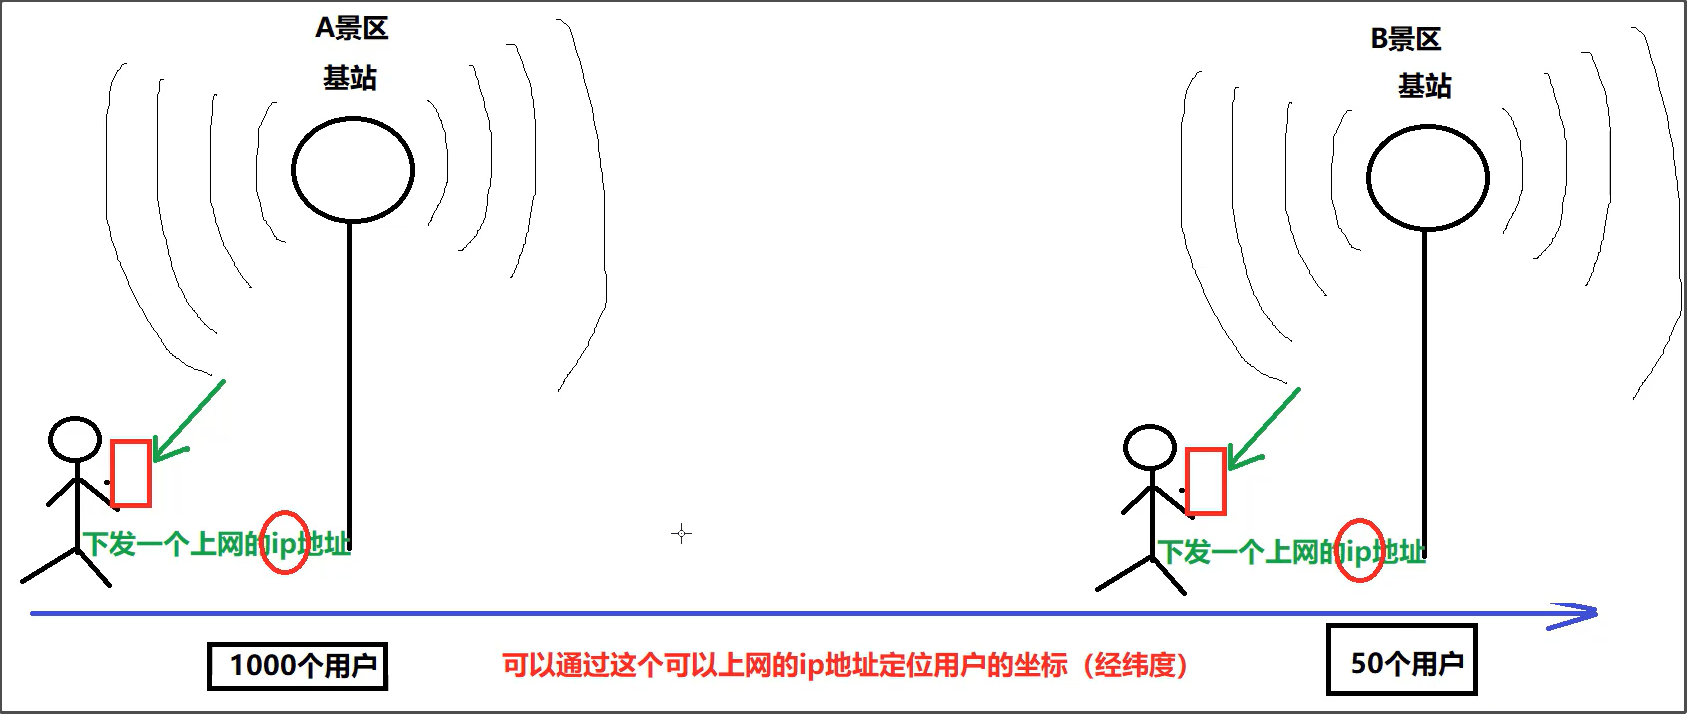 A景区
基站
B景区
基站
下发一个上网的ip地址
下发一个上网的ip地址
1000个用户
可以通过这个可以上网的ip地址定位用户的坐标（经纬度）
50个用户